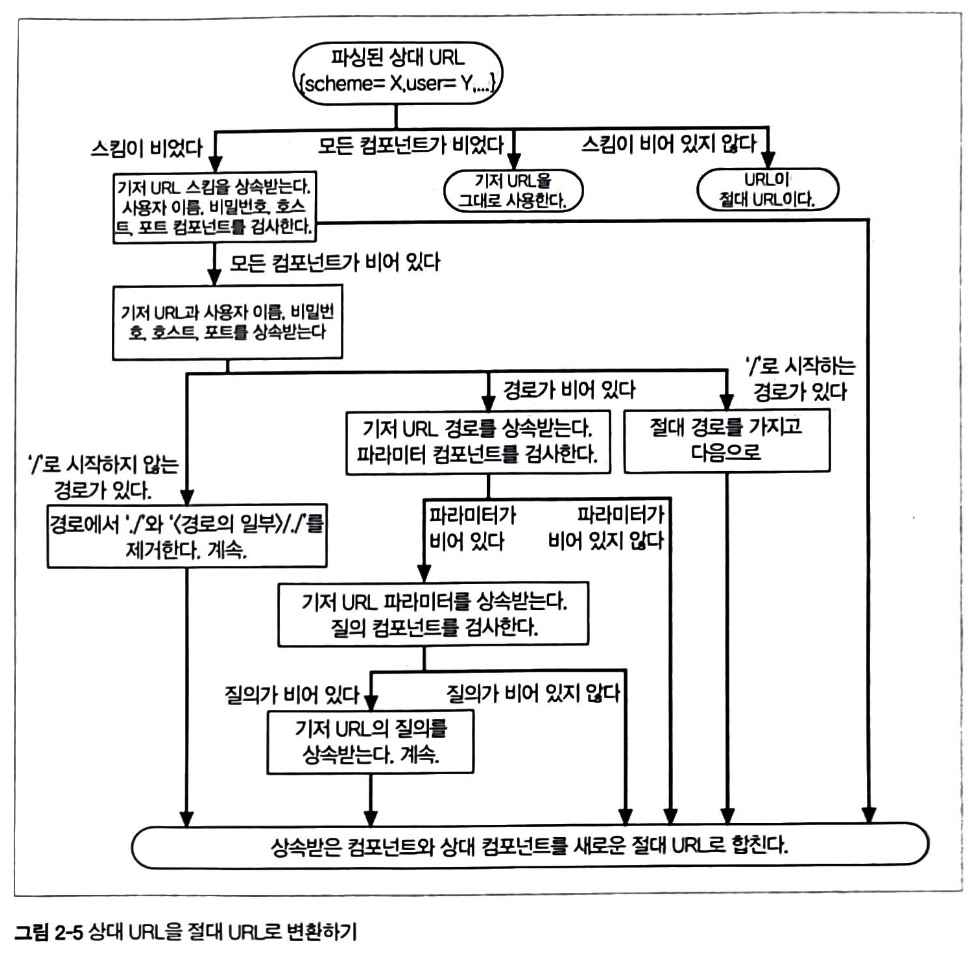 파싱된 상대 URL
{scheme= X,user= Y,...}
스킴이 비었다
모든 컴포넌트가 비었다
스킴이 비어 있지 않다
기저 URL 스킴을 상속받는다.
사용자 이름, 비밀번호, 호스
트, 포트 컴포넌트를 검사한다.
기저 URL을
그대로 사용한다.
URL이
절대 URL이다.
모든 컴포넌트가 비어 있다
기저 URL과 사용자 이름, 비밀번
호, 호스트, 포트를 상속받는다
'/'로 시작하지 않는
경로가 있다.
경로가 비어 있다
'/'로 시작하는
경로가 있다
경로에서 './'와 '〈경로의 일부〉/../'를
제거한다. 계속.
기저 URL 경로를 상속받는다.
파라미터 컴포넌트를 검사한다.
절대 경로를 가지고
다음으로
파라미터가
비어 있다
파라미터가
비어 있지 않다
기저 URL 파라미터를 상속받는다.
질의 컴포넌트를 검사한다.
질의가 비어 있다
질의가 비어 있지 않다
기저 URL의 질의를
상속받는다. 계속.
상속받은 컴포넌트와 상대 컴포넌트를 새로운 절대 URL로 합친다.
그림 2-5 상대 URL을 절대 URL로 변환하기